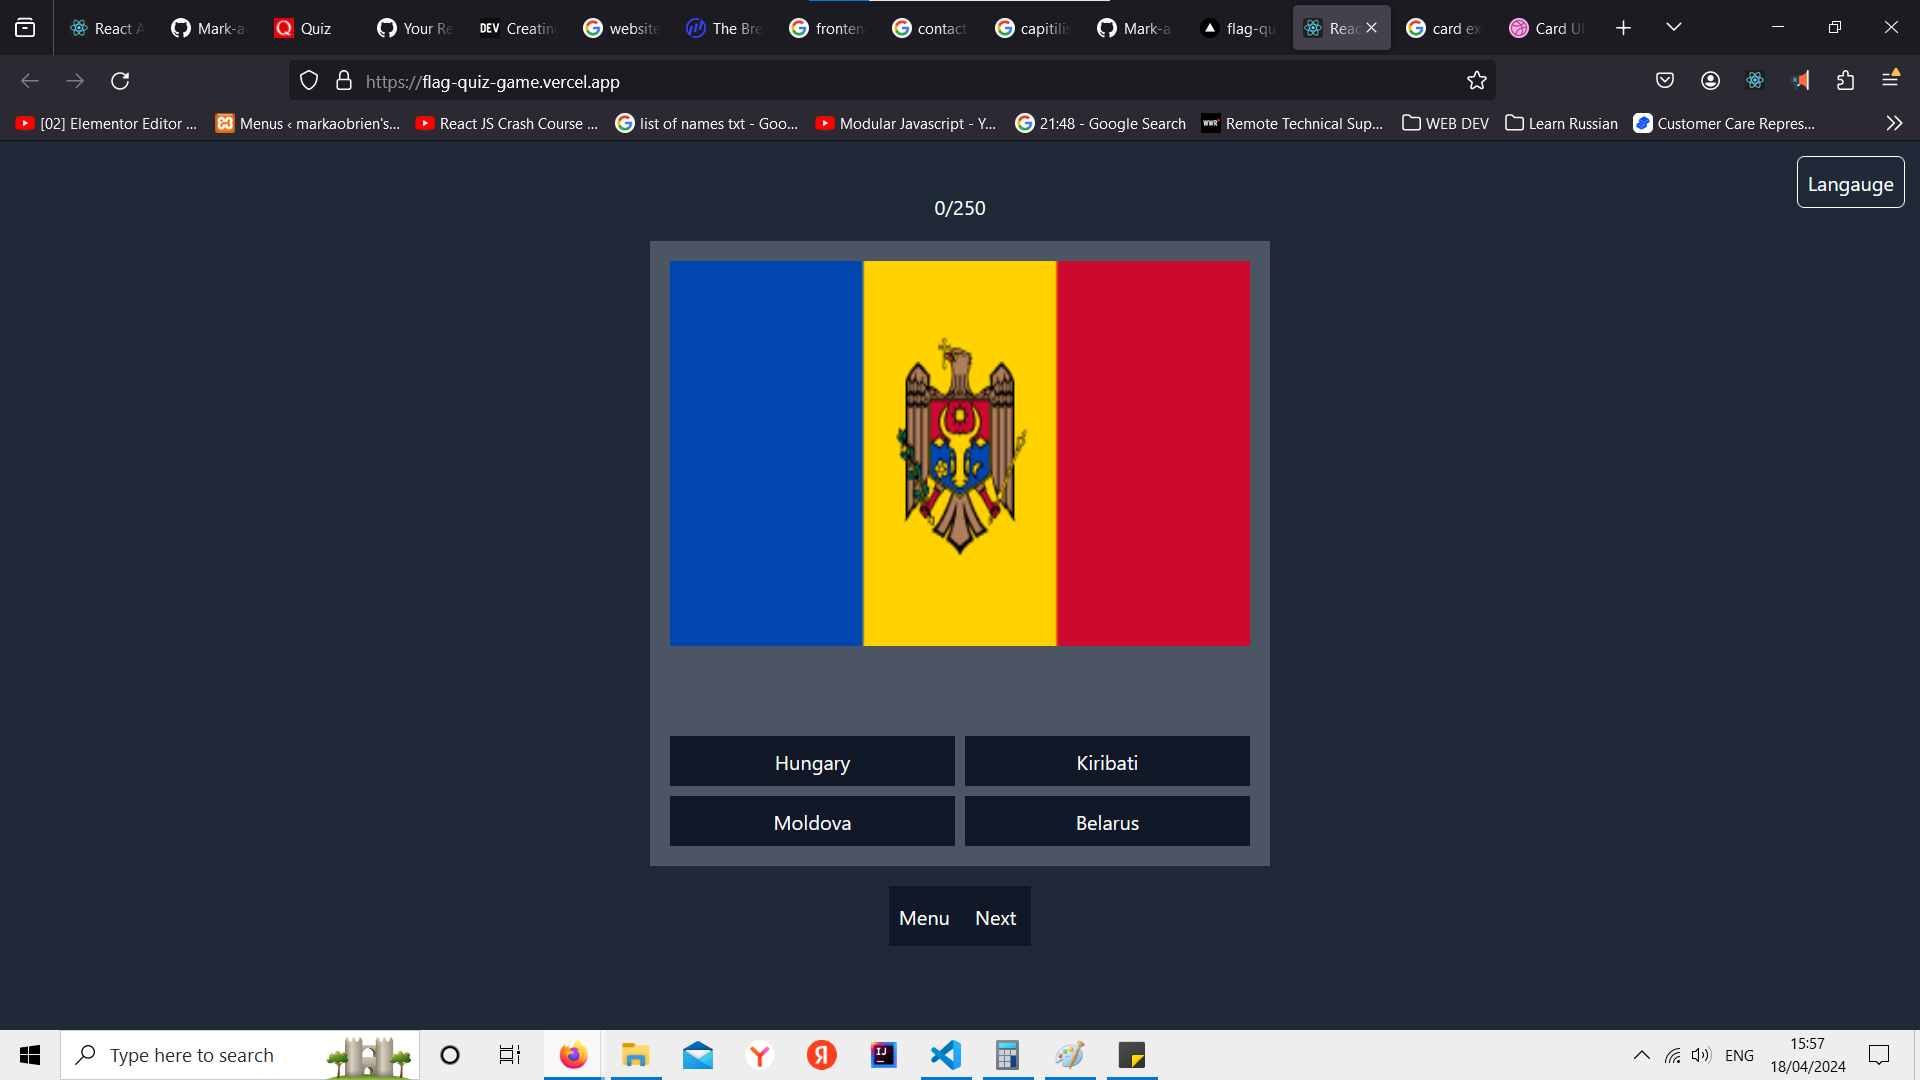 React A
Mark-a
Quiz
Your Re
DEV Creatin
website
The Bre
fronten
contact
capitilis
Mark-a
flag-qu
Reac
card ex
Card UI
https://flag-quiz-game.vercel.app
[02] Elementor Editor ...
Menus ‹ markaobrien's...
React JS Crash Course ...
list of names txt - Goo...
Modular Javascript - Y...
21:48 - Google Search
Remote Technical Sup...
WEB DEV
Learn Russian
Customer Care Repres...
Langauge
0/250
Hungary
Kiribati
Moldova
Belarus
Menu
Next
Type here to search
ENG
15:57
18/04/2024